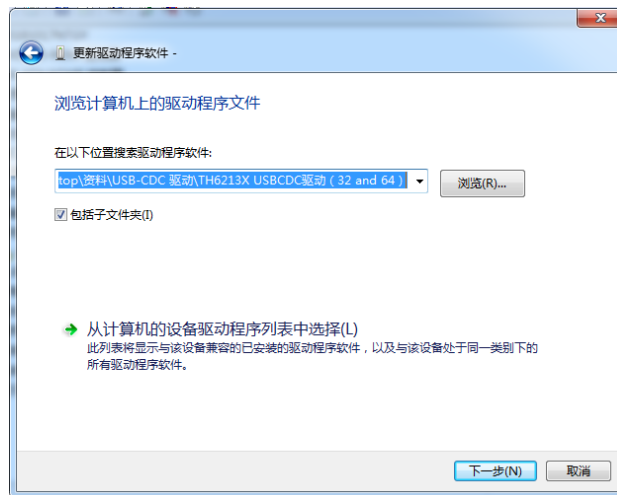 更新驱动程序软件 -
浏览计算机上的驱动程序文件
在以下位置搜索驱动程序软件:
top\资料\USB-CDC 驱动\TH6213X USBCDC驱动 ( 32 and 64 )
浏览(R)...
包括子文件夹(I)
从计算机的设备驱动程序列表中选择(L)
此列表将显示与该设备兼容的已安装的驱动程序软件，以及与该设备处于同一类别下的
所有驱动程序软件。
下一步(N)
取消